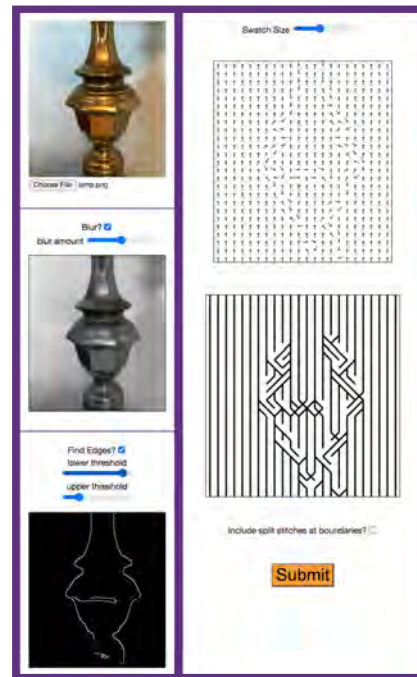 Choose File lamp.png
Blur?
blur amount
Find Edges?
lower threshold
upper threshold
Swatch Size
Include split stitches at boundaries?
Submit